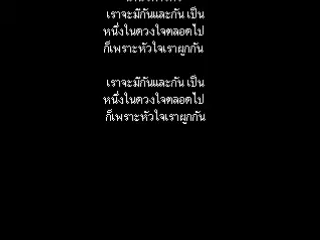 เราจะมีกันและกัน เป็น
หนึ่งในดวงใจตลอดไป
ก็เพราะหัวใจเราผูกกัน
เราจะมีกันและกัน เป็น
หนึ่งในดวงใจตลอดไป
ก็เพราะหัวใจเราผูกกัน